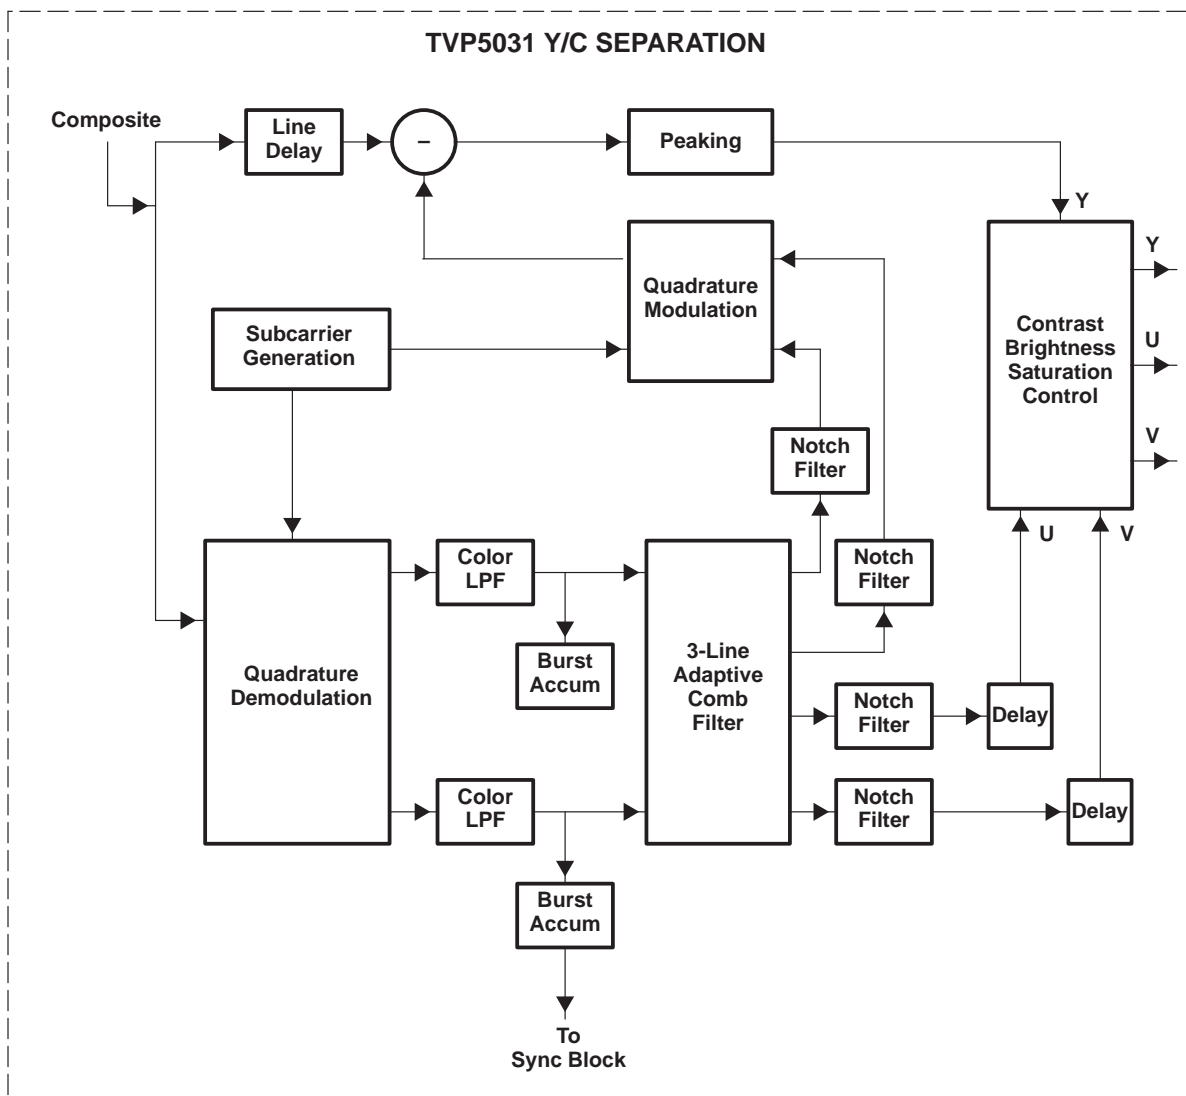 TVP5031 Y/C SEPARATION
Composite
Line
Delay
–
Peaking
Y
Y
Quadrature
Modulation
Subcarrier
Generation
Contrast
Brightness
Saturation
Control
U
V
Notch
Filter
U
V
Color
LPF
Notch
Filter
Quadrature
Demodulation
Burst
Accum
3-Line
Adaptive
Comb
Filter
Notch
Filter
Delay
Color
LPF
Notch
Filter
Delay
Burst
Accum
To
Sync Block